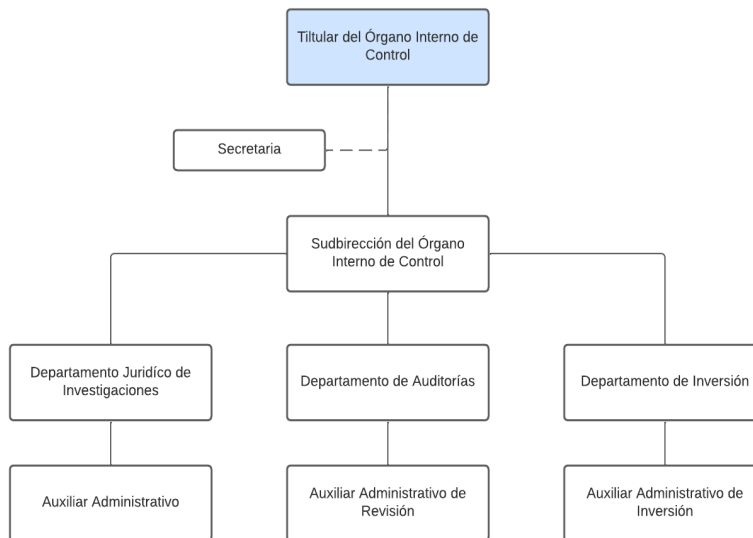 Tiltular del Órgano Interno de
Control
Secretaria
Sudbirección del Órgano
Interno de Control
Departamento Juridíco de
Investigaciones
Departamento de Auditorías
Departamento de Inversión
Auxiliar Administrativo
Auxiliar Administrativo de
Revisión
Auxiliar Administrativo de
Inversión